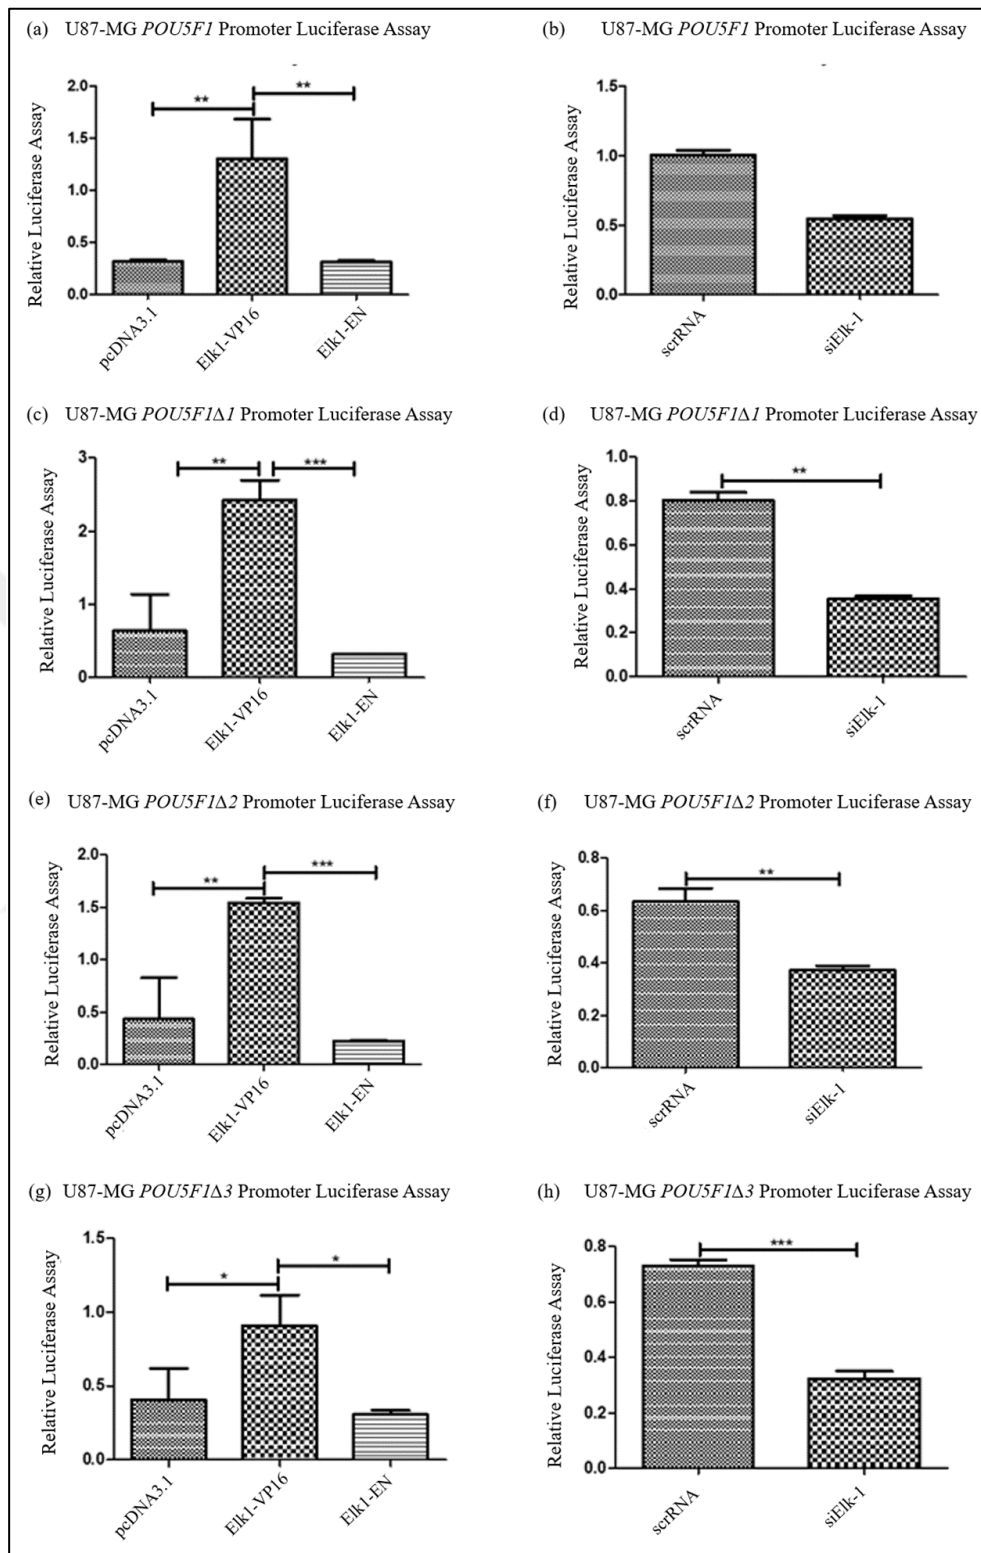 (a) U87-MG POU5F1 Promoter Luciferase Assay
Relative Luciferase Assay
2.0
1.5
1.0
0.5
0.0
** **
pcDNA3.1 Elk1-VP16 Elk1-EN
(b) U87-MG POU5F1 Promoter Luciferase Assay
Relative Luciferase Assay
1.5
1.0
0.5
0.0
scrRNA siElk-1
(c) U87-MG POU5F1Δ1 Promoter Luciferase Assay
Relative Luciferase Assay
3
2
1
0
** ***
pcDNA3.1 Elk1-VP16 Elk1-EN
(d) U87-MG POU5F1Δ1 Promoter Luciferase Assay
Relative Luciferase Assay
1.0
0.8
0.6
0.4
0.2
0.0
**
scrRNA siElk-1
(e) U87-MG POU5F1Δ2 Promoter Luciferase Assay
Relative Luciferase Assay
2.0
1.5
1.0
0.5
0.0
** ***
pcDNA3.1 Elk1-VP16 Elk1-EN
(f) U87-MG POU5F1Δ2 Promoter Luciferase Assay
Relative Luciferase Assay
0.8
0.6
0.4
0.2
0.0
**
scrRNA siElk-1
(g) U87-MG POU5F1Δ3 Promoter Luciferase Assay
Relative Luciferase Assay
1.5
1.0
0.5
0.0
* *
pcDNA3.1 Elk1-VP16 Elk1-EN
(h) U87-MG POU5F1Δ3 Promoter Luciferase Assay
Relative Luciferase Assay
0.8
0.6
0.4
0.2
0.0
***
scrRNA siElk-1